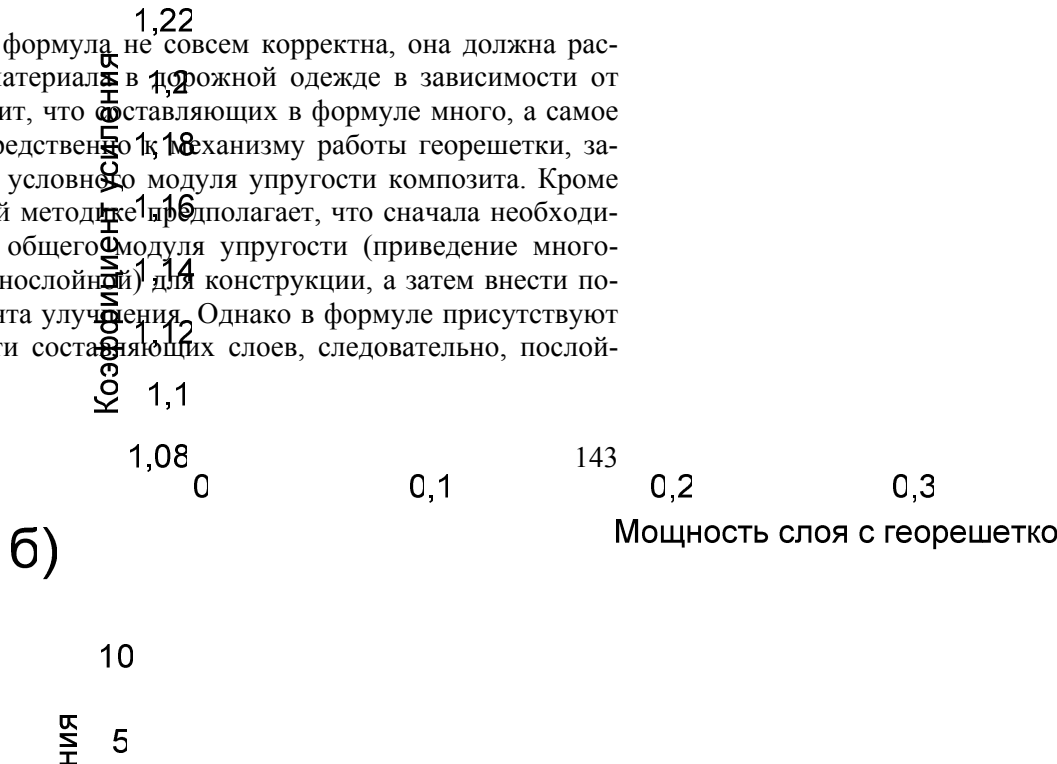 1,22
формула не совсем корректна, она должна рас-
материала в дорожной одежде в зависимости от
1,2
ит, что составляющих в формуле много, а самое
редственно к механизму работы георешетки, за-
1,18
условного модуля упругости композита. Кроме
й методике предполагает, что сначала необходи-
1,16
общего модуля упругости (приведение много-
нослойной) для конструкции, а затем внести по-
1,14
нта улучшения. Однако в формуле присутствуют
1,12
ти составляющих слоев, следовательно, послой-
Коэффициент усиления
1,1
1,08
143
0 0,1 0,2 0,3
Мощность слоя с георешетко
б)
10
5
ния